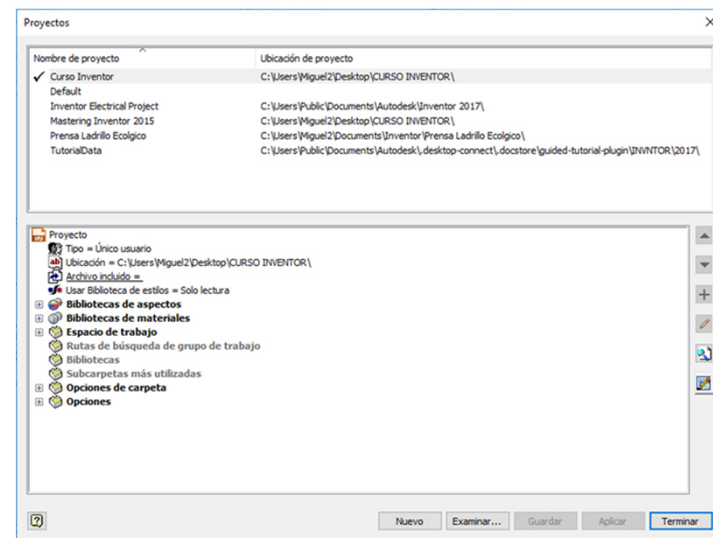 Proyectos
Nombre de proyecto Ubicación de proyecto
Curso Inventor C:\Users\Miguel2\Desktop\CURSO INVENTOR\
Default
Inventor Electrical Project C:\Users\Public\Documents\Autodesk\Inventor 2017\
Mastering Inventor 2015 C:\Users\Miguel2\Desktop\CURSO INVENTOR\
Prensa Ladrillo Ecolgico C:\Users\Miguel2\Documents\Inventor\Prensa Ladrillo Ecolgico\
TutorialData C:\Users\Public\Documents\Autodesk\.desktop-connect\.docstore\guided-tutorial-plugin\INVNTOR\2017\
Proyecto
Tipo = Único usuario
Ubicación = C:\Users\Miguel2\Desktop\CURSO INVENTOR\
Archivo incluido =
Usar Biblioteca de estilos = Solo lectura
Bibliotecas de aspectos
Bibliotecas de materiales
Espacio de trabajo
Rutas de búsqueda de grupo de trabajo
Bibliotecas
Subcarpetas más utilizadas
Opciones de carpeta
Opciones
Nuevo Examinar... Guardar Aplicar Terminar